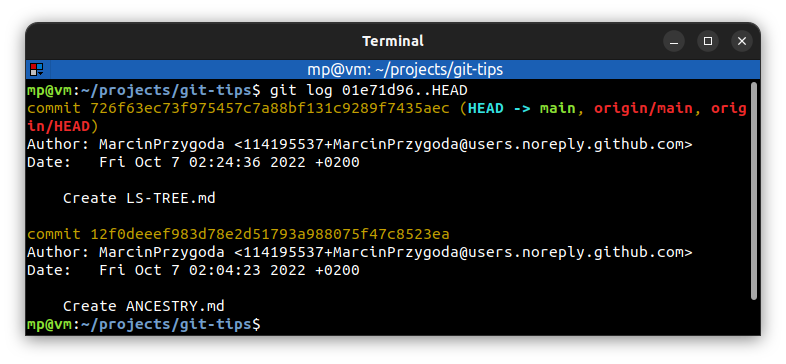 Terminal
mp@vm: ~/projects/git-tips
mp@vm:~/projects/git-tips$ git log 01e71d96..HEAD
commit 726f63ec73f975457c7a88bf131c9289f7435aec (HEAD -> main, origin/main, orig
in/HEAD)
Author: MarcinPrzygoda <114195537+MarcinPrzygoda@users.noreply.github.com>
Date:   Fri Oct 7 02:24:36 2022 +0200
    Create LS-TREE.md
commit 12f0deeef983d78e2d51793a988075f47c8523ea
Author: MarcinPrzygoda <114195537+MarcinPrzygoda@users.noreply.github.com>
Date:   Fri Oct 7 02:04:23 2022 +0200
    Create ANCESTRY.md
mp@vm:~/projects/git-tips$